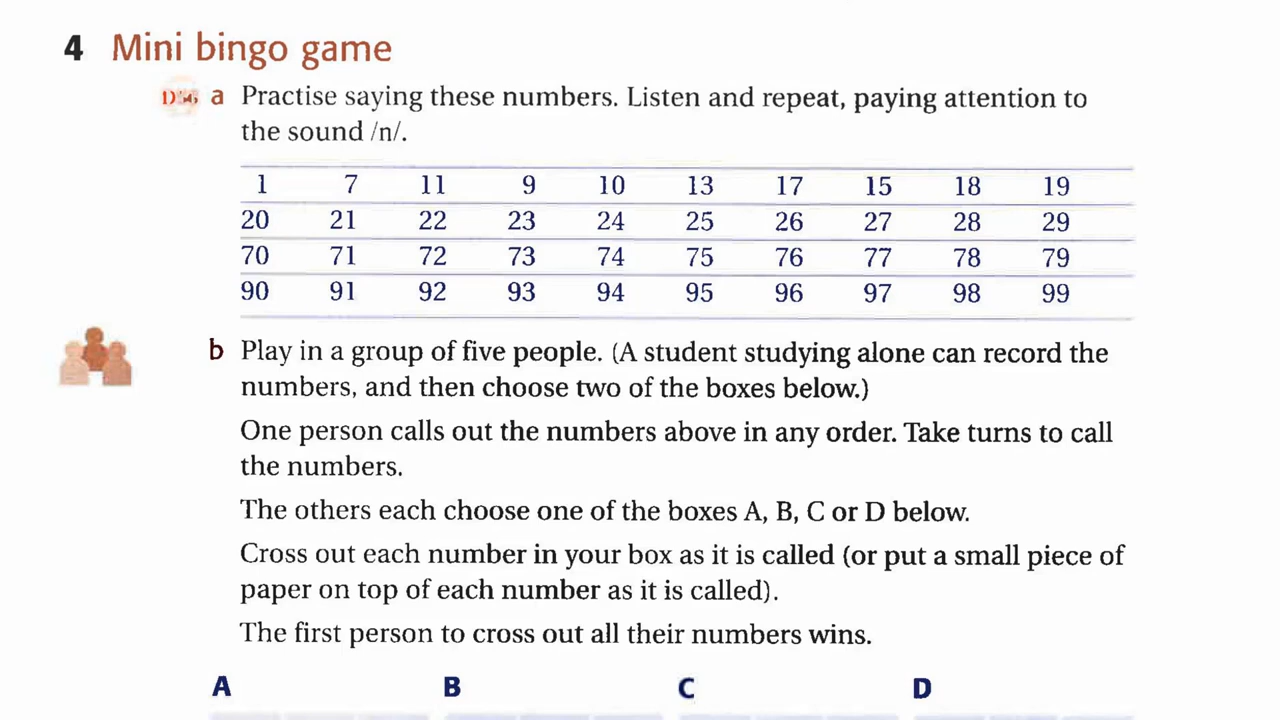 4 Mini bingo game
a Practise saying these numbers. Listen and repeat, paying attention to
the sound /n/.
1 7 11 9 10 13 17 15 18 19
20 21 22 23 24 25 26 27 28 29
70 71 72 73 74 75 76 77 78 79
90 91 92 93 94 95 96 97 98 99
b Play in a group of five people. (A student studying alone can record the
numbers, and then choose two of the boxes below.)
One person calls out the numbers above in any order. Take turns to call
the numbers.
The others each choose one of the boxes A, B, C or D below.
Cross out each number in your box as it is called (or put a small piece of
paper on top of each number as it is called).
The first person to cross out all their numbers wins.
A B C D